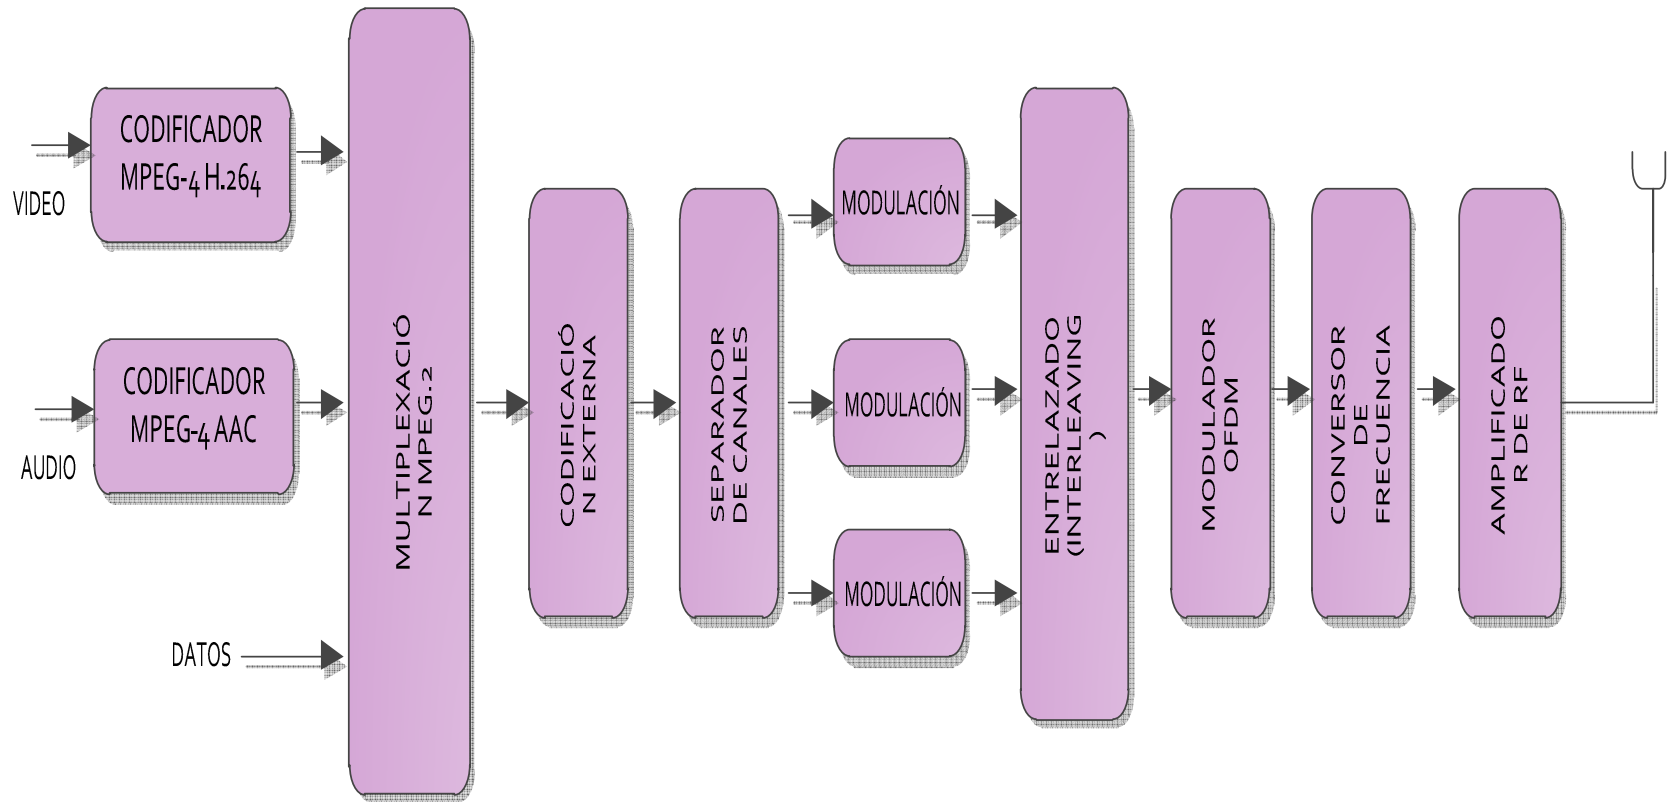 VIDEO
CODIFICADOR
MPEG-4 H.264
AUDIO
CODIFICADOR
MPEG-4 AAC
DATOS
MULTIPLEXACIÓ
N MPEG.2
CODIFICACIÓ
N EXTERNA
SEPARADOR
DE CANALES
MODULACIÓN
MODULACIÓN
MODULACIÓN
ENTRELAZADO
(INTERLEAVING
)
MODULADOR
OFDM
CONVERSOR
DE
FRECUENCIA
AMPLIFICADO
R DE RF